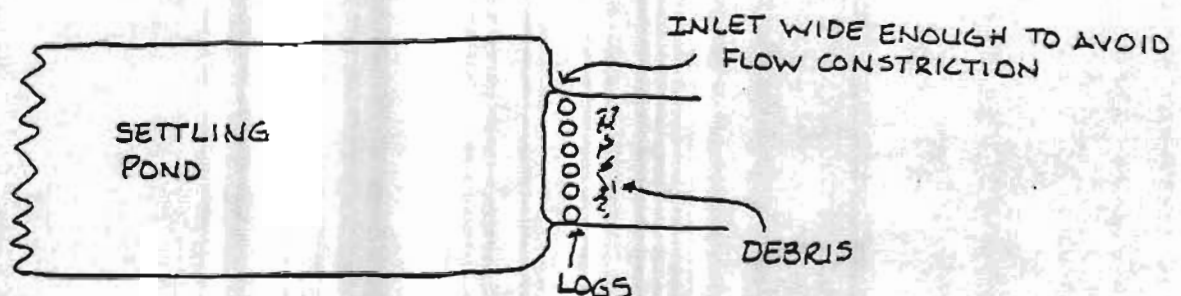 INLET WIDE ENOUGH TO AVOID
FLOW CONSTRICTION
SETTLING
POND
DEBRIS
LOGS